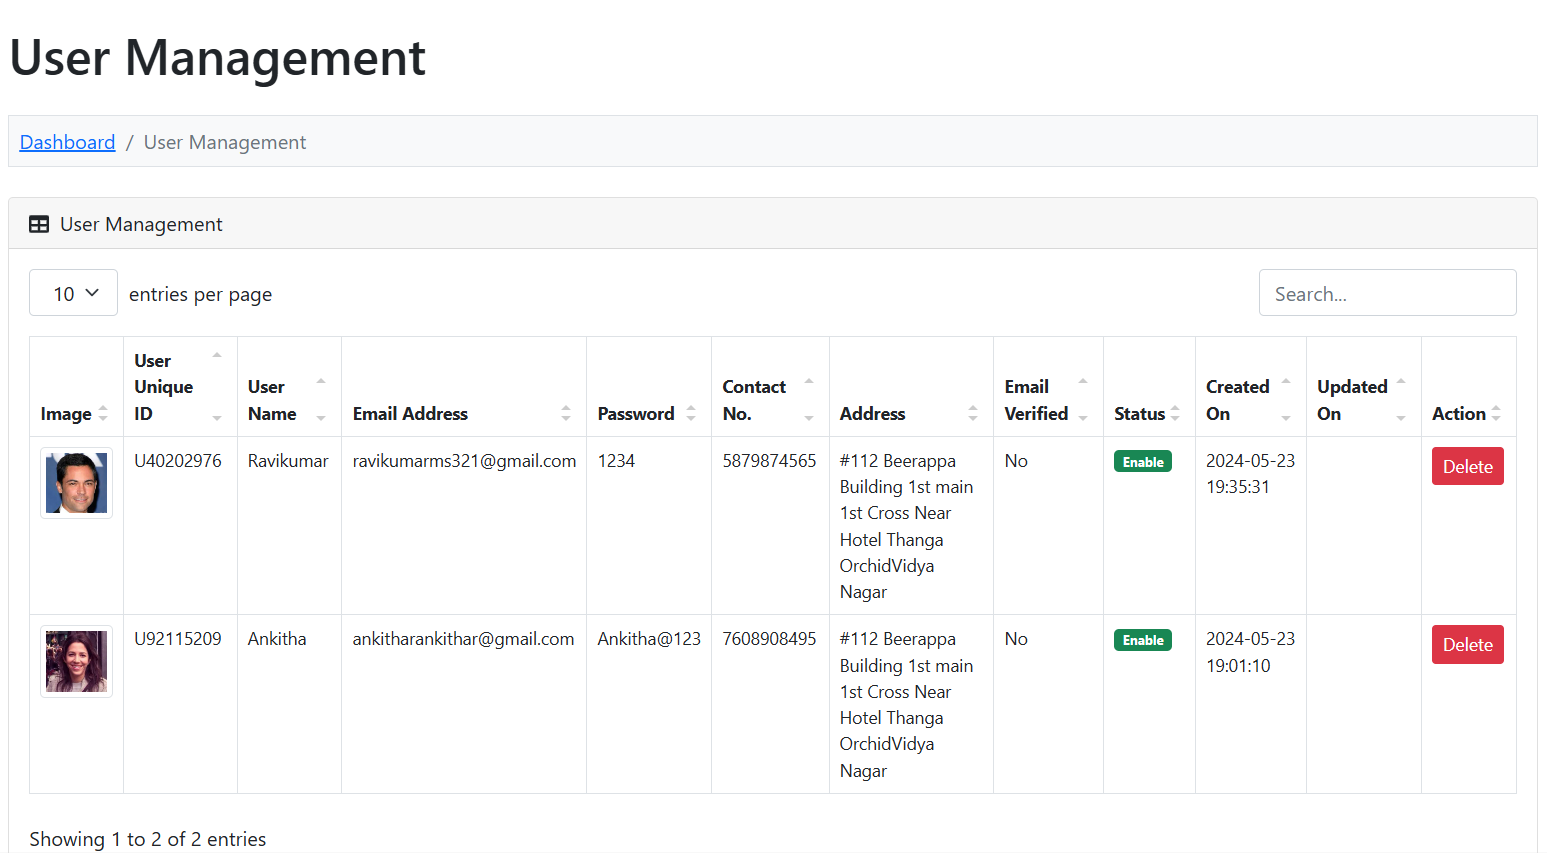 User Management
Dashboard / User Management
User Management
10 entries per page
Search...
Image User Unique ID User Name Email Address Password Contact No. Address Email Verified Status Created On Updated On Action
U40202976 Ravikumar ravikumarms321@gmail.com 1234 5879874565 #112 Beerappa No Enable 2024-05-23 Delete
Building 1st main 19:35:31
1st Cross Near
Hotel Thanga
OrchidVidya
Nagar
U92115209 Ankitha ankitharankithar@gmail.com Ankitha@123 7608908495 #112 Beerappa No Enable 2024-05-23 Delete
Building 1st main 19:01:10
1st Cross Near
Hotel Thanga
OrchidVidya
Nagar
Showing 1 to 2 of 2 entries